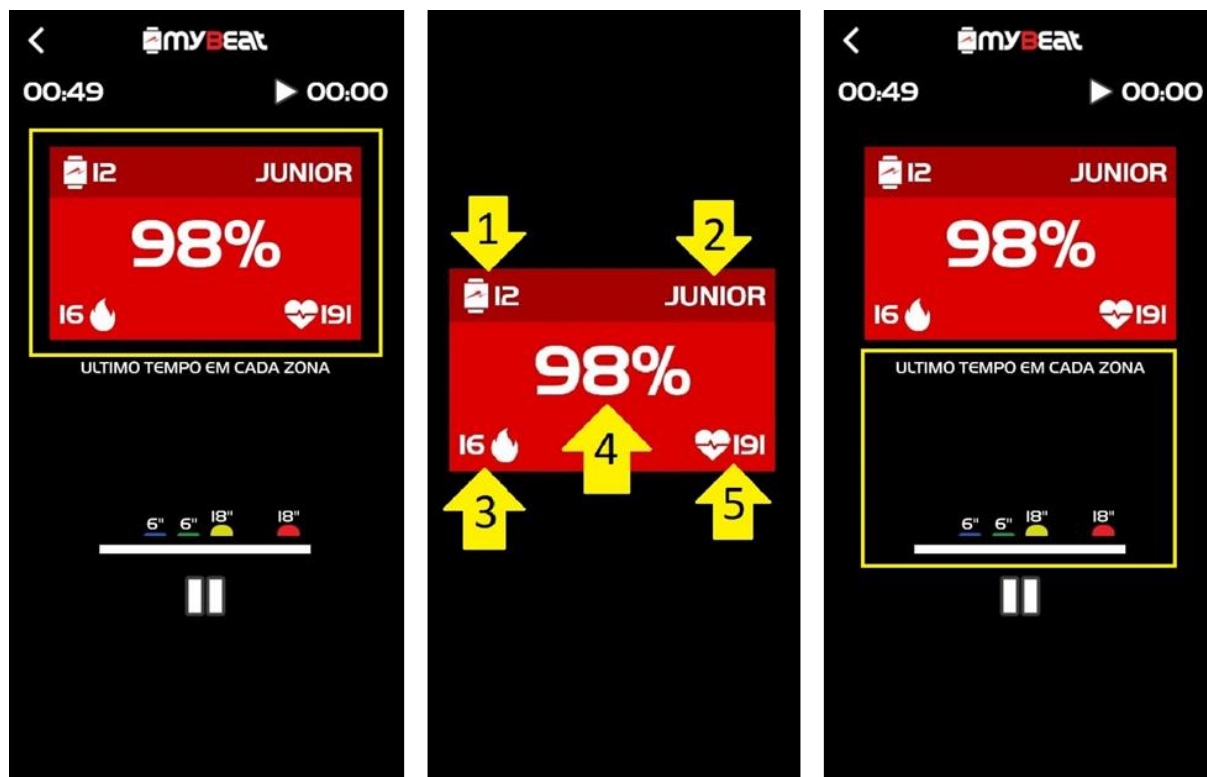 myBeat
00:49 00:00
12 JUNIOR
98%
16 191
ULTIMO TEMPO EM CADA ZONA
6" 6" 18" 18"
1 2
12 JUNIOR
98%
16 191
3 4 5
myBeat
00:49 00:00
12 JUNIOR
98%
16 191
ULTIMO TEMPO EM CADA ZONA
6" 6" 18" 18"